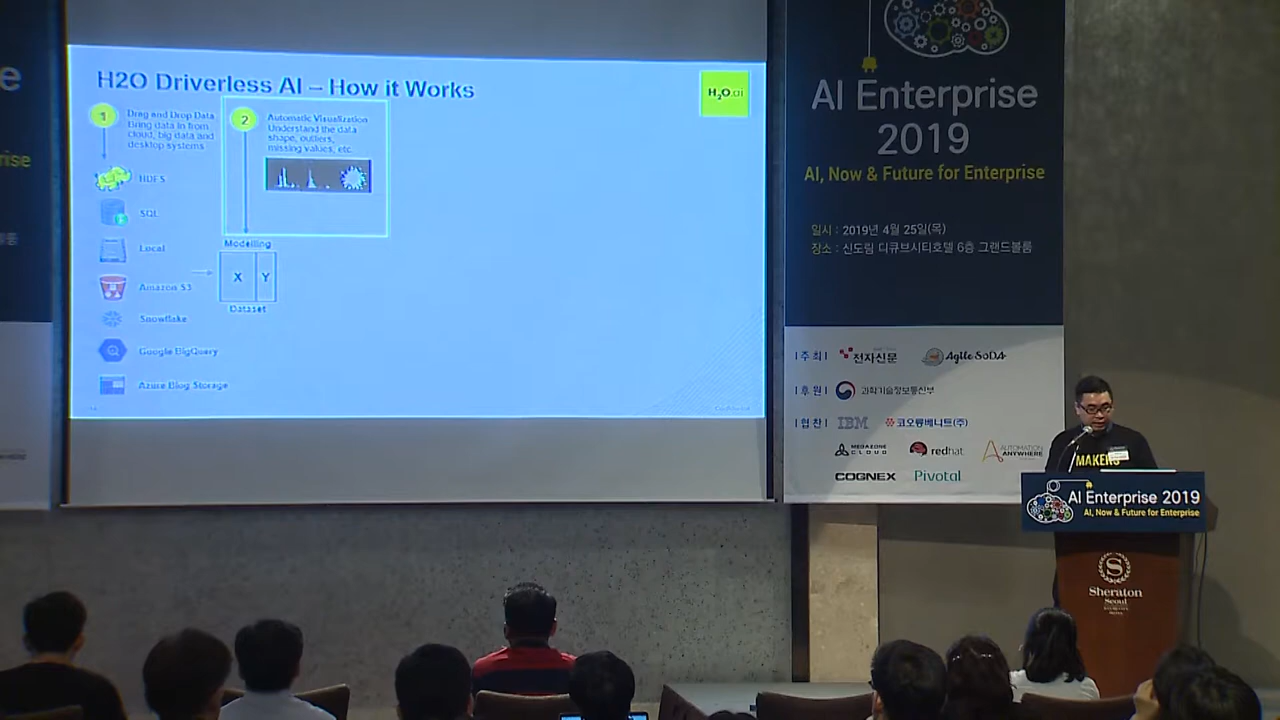 H2O Driverless AI – How it Works
H2O.ai
1
Drag and Drop Data
Bring data in from
cloud, big data and
desktop systems
2
Automatic Visualization
Understand the data
shape, outliers,
missing values, etc.
HDFS
SQL
Local
Amazon S3
Snowflake
Google BigQuery
Azure Blog Storage
Modelling
X Y
Dataset
Confidential
e
rise
AI Enterprise
2019
AI, Now & Future for Enterprise
일시 : 2019년 4월 25일(목)
장소 : 신도림 디큐브시티호텔 6층 그랜드볼룸
| 주 최 | 전자신문 Agile SoDA
| 후 원 | 과학기술정보통신부
| 협 찬 | IBM 코오롱베니트(주)
MEGAZONE CLOUD redhat AUTOMATION ANYWHERE
COGNEX Pivotal
MAKERS
AI Enterprise 2019
AI, Now & Future for Enterprise
S
Sheraton
Seoul